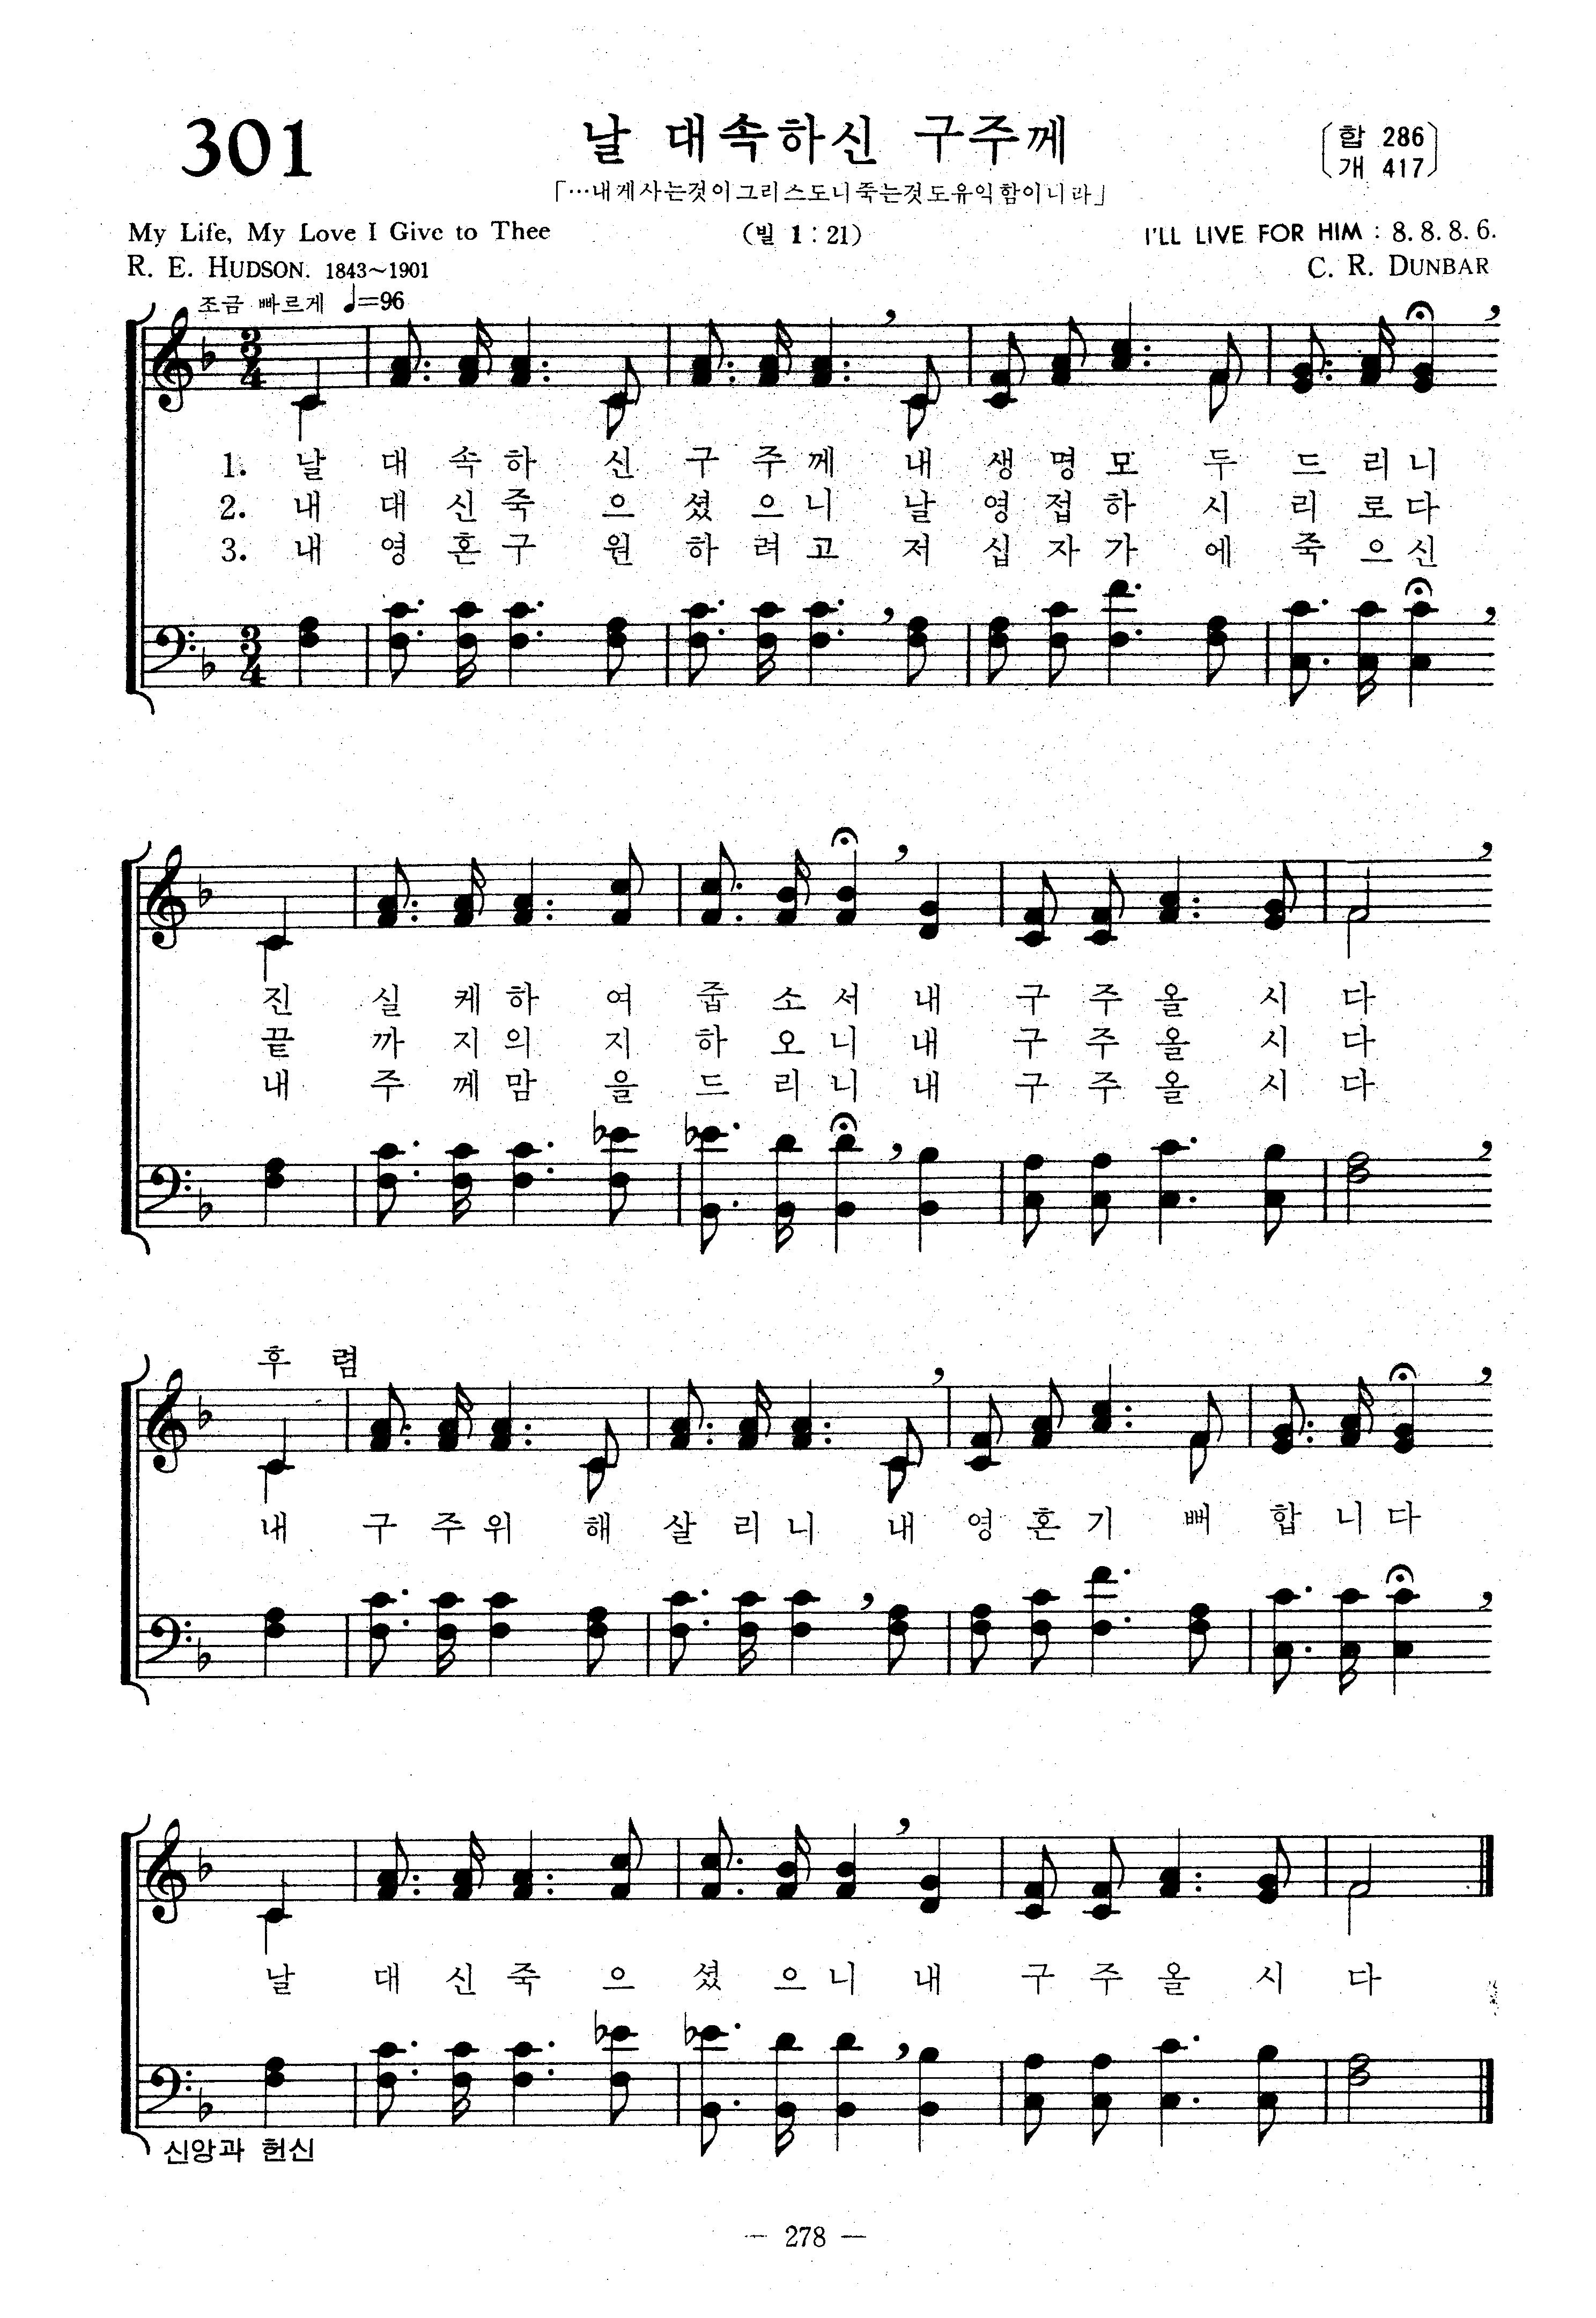 301
날 대속하신 구주께
합 286
개 417
「…내게사는것이그리스도니죽는것도유익함이니라」
My Life, My Love I Give to Thee
(빌 1 : 21)
I'LL LIVE FOR HIM : 8. 8. 8. 6.
R. E. HUDSON. 1843~1901
C. R. DUNBAR
조금 빠르게 ♩=96
1. 날 대 속 하 신 구 주 께 내 생 명 모 두 드 리 니
2. 내 대 신 죽 으 셨 으 니 날 영 접 하 시 리 로 다
3. 내 영 혼 구 원 하 려 고 저 십 자 가 에 죽 으 신
진 실 케 하 여 줍 소 서 내 구 주 올 시 다
끝 까 지 의 지 하 오 니 내 구 주 올 시 다
내 주 께 맘 을 드 리 니 내 구 주 올 시 다
후 렴
내 구 주 위 해 살 리 니 내 영 혼 기 뻐 합 니 다
날 대 신 죽 으 셨 으 니 내 구 주 올 시 다
신앙과 헌신
— 278 —